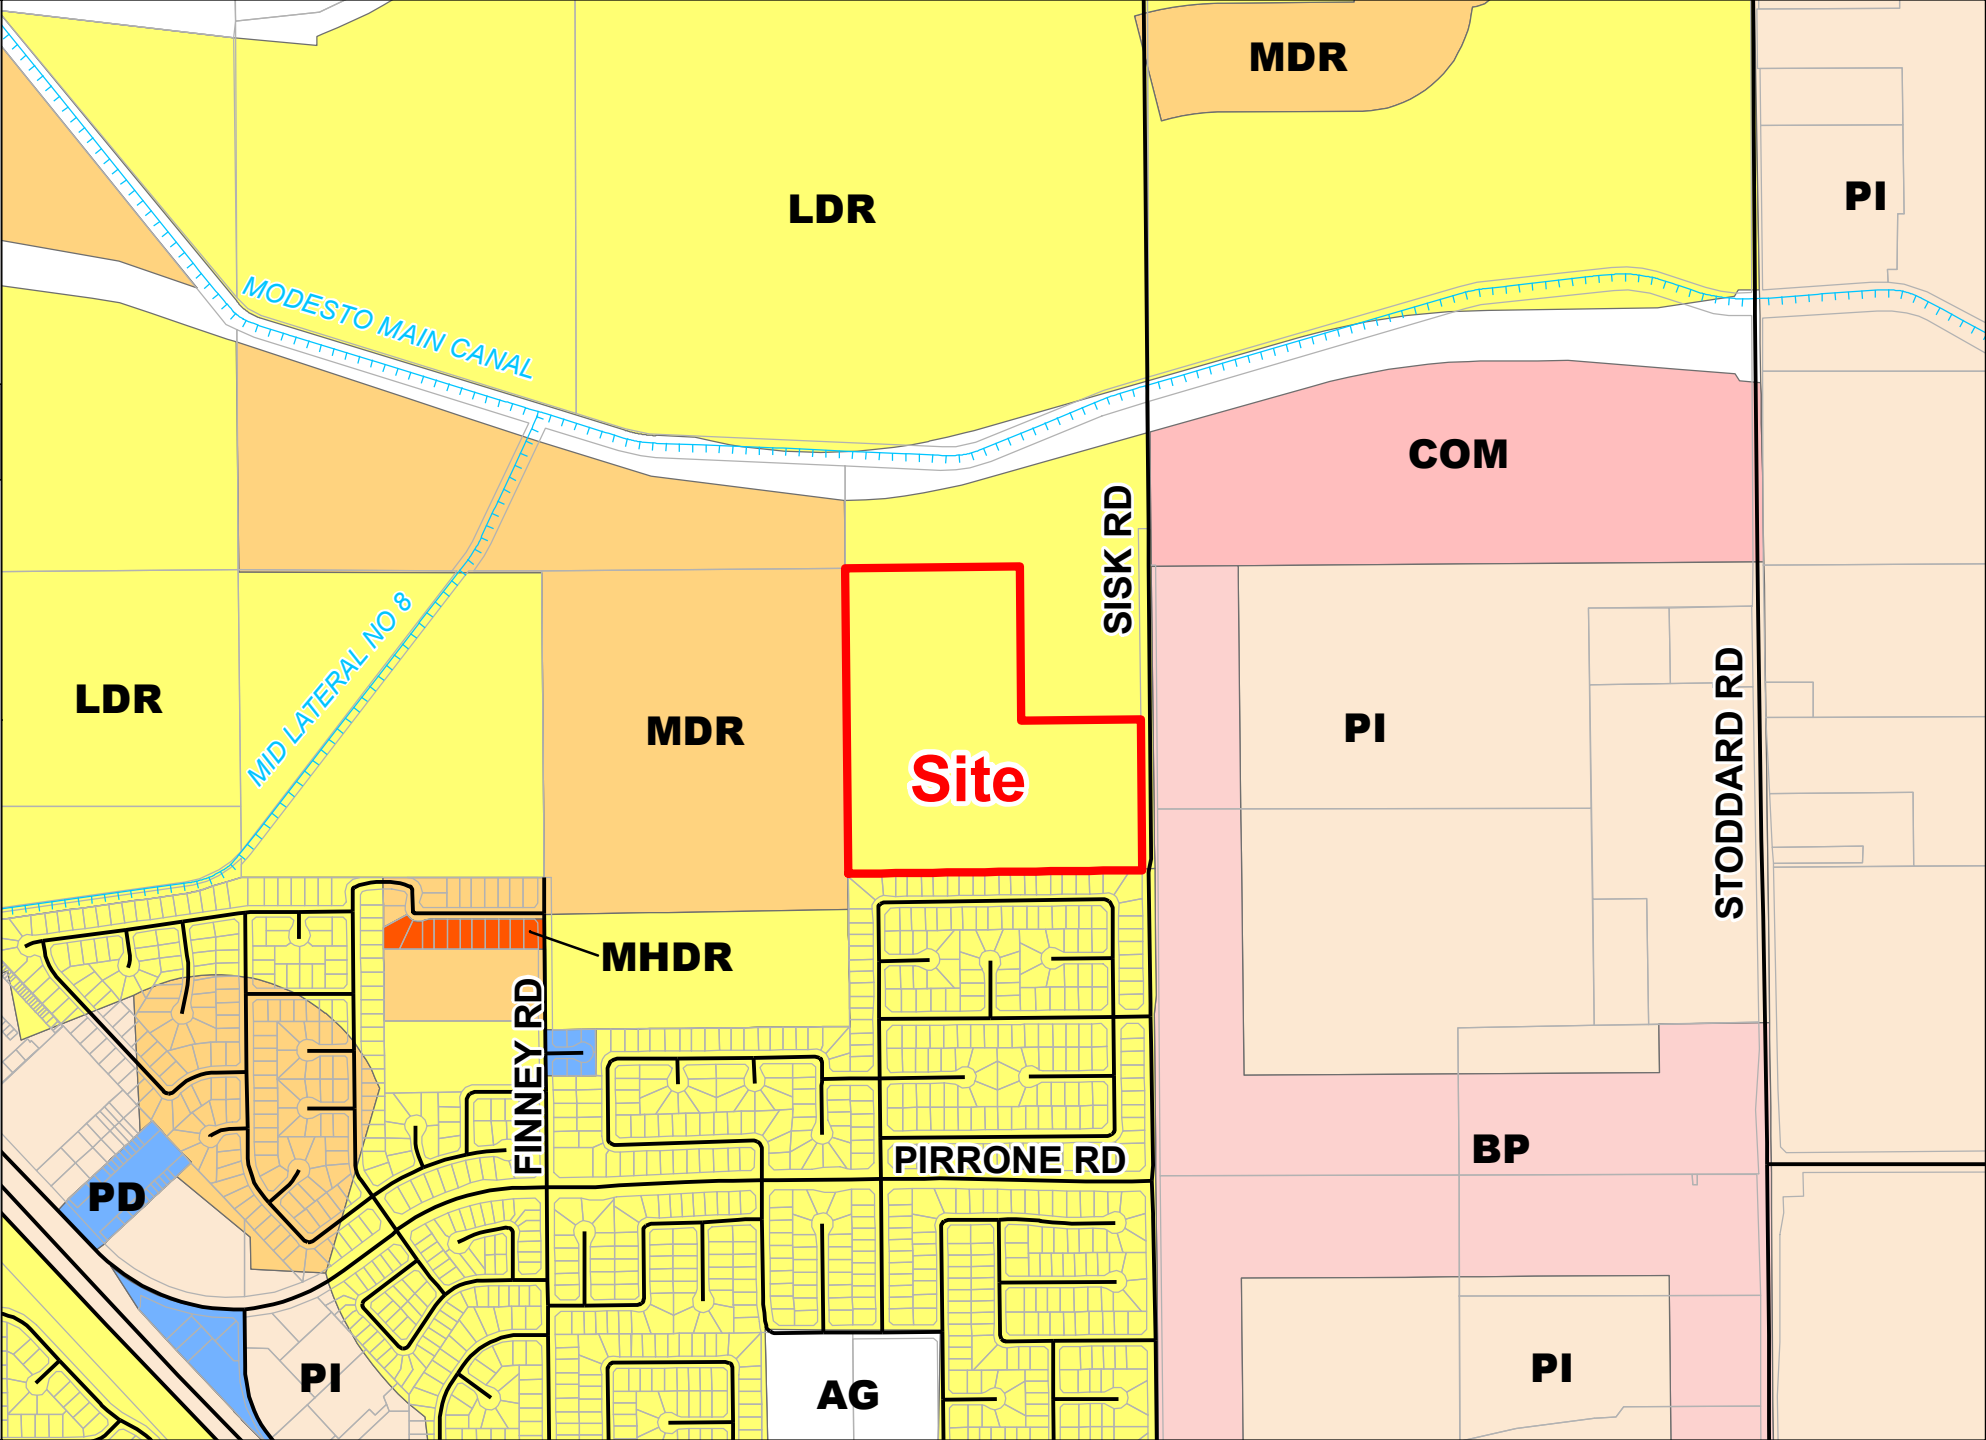 MDR
PI
LDR
MODESTO MAIN CANAL
COM
SISK RD
MID LATERAL NO 8
LDR
MDR
PI
STODDARD RD
Site
MHDR
FINNEY RD
PIRRONE RD
BP
PD
PI
AG
PI